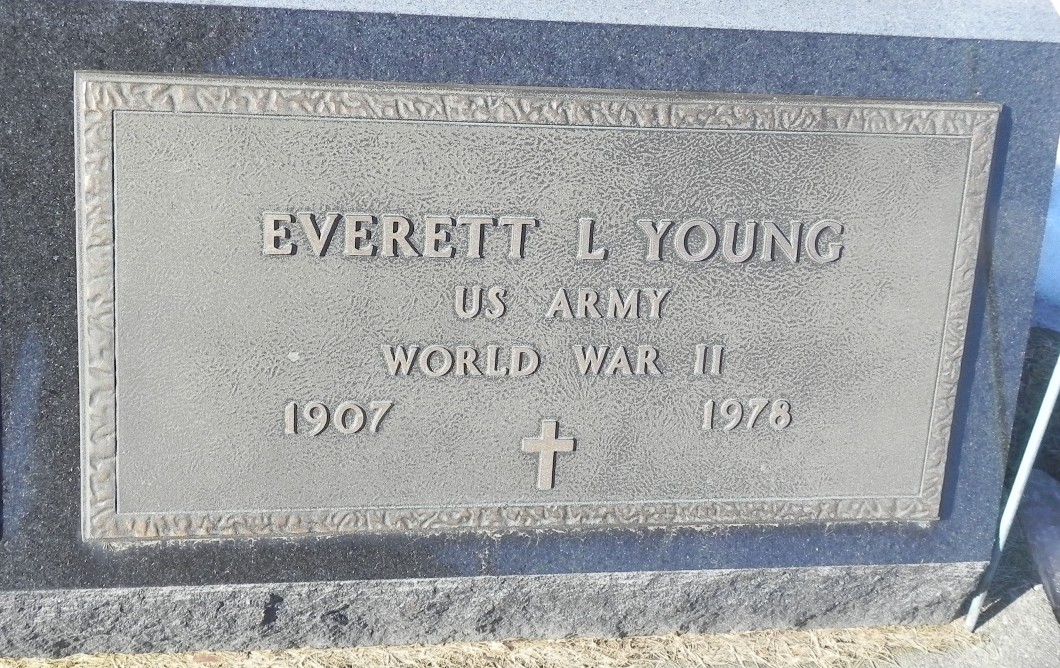 EVERETT L YOUNG
US ARMY
WORLD WAR II
1907 1978